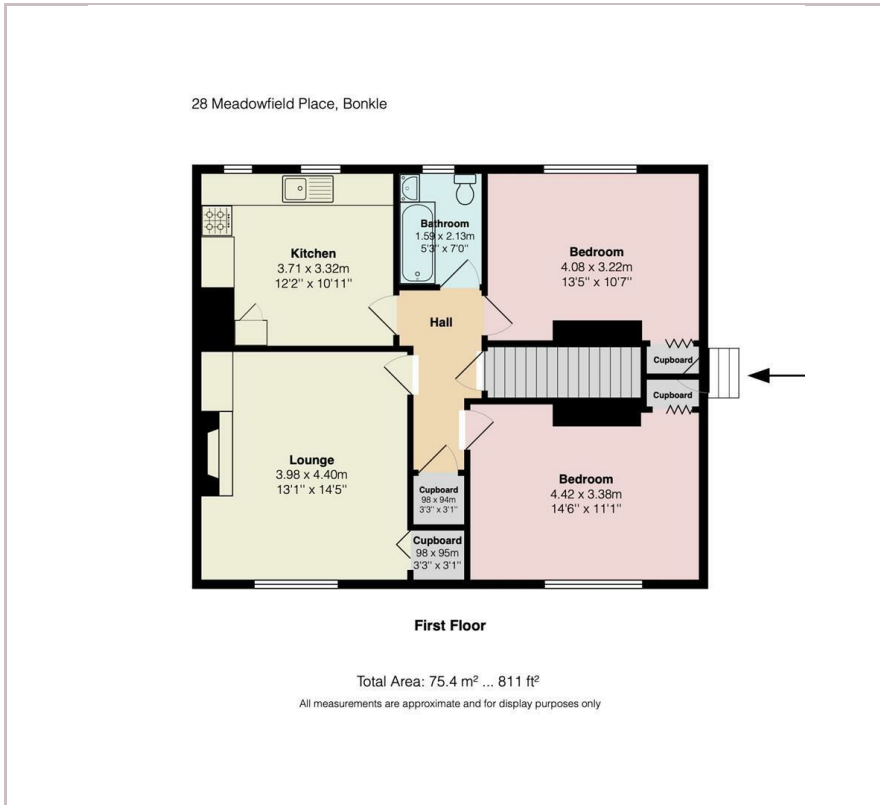 28 Meadowfield Place, Bonkle
Kitchen
3.71 x 3.32m
12'2'' x 10'11''
Bathroom
1.59 x 2.13m
5'3'' x 7'0''
Bedroom
4.08 x 3.22m
13'5'' x 10'7''
Hall
Cupboard
Cupboard
Lounge
3.98 x 4.40m
13'1'' x 14'5''
Bedroom
4.42 x 3.38m
14'6'' x 11'1''
Cupboard
98 x 94m
3'3'' x 3'1''
Cupboard
98 x 95m
3'3'' x 3'1''
First Floor
Total Area: 75.4 m² ... 811 ft²
All measurements are approximate and for display purposes only